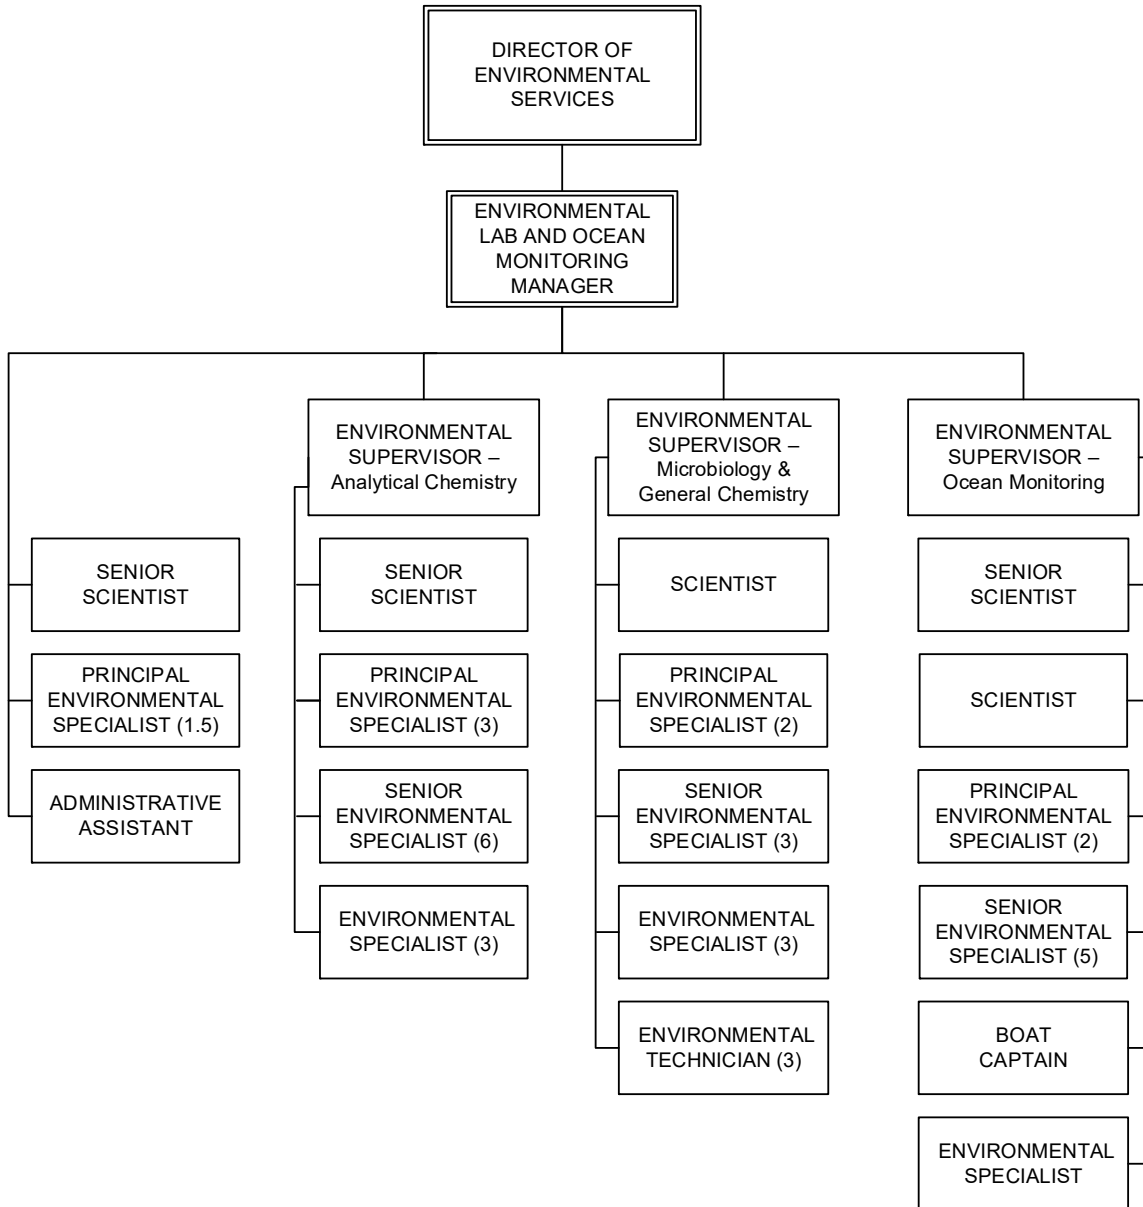 DIRECTOR OF
ENVIRONMENTAL
SERVICES
ENVIRONMENTAL
LAB AND OCEAN
MONITORING
MANAGER
ENVIRONMENTAL
SUPERVISOR –
Analytical Chemistry
ENVIRONMENTAL
SUPERVISOR –
Microbiology &
General Chemistry
ENVIRONMENTAL
SUPERVISOR –
Ocean Monitoring
SENIOR
SCIENTIST
PRINCIPAL
ENVIRONMENTAL
SPECIALIST (1.5)
ADMINISTRATIVE
ASSISTANT
SENIOR
SCIENTIST
PRINCIPAL
ENVIRONMENTAL
SPECIALIST (3)
SENIOR
ENVIRONMENTAL
SPECIALIST (6)
ENVIRONMENTAL
SPECIALIST (3)
SCIENTIST
PRINCIPAL
ENVIRONMENTAL
SPECIALIST (2)
SENIOR
ENVIRONMENTAL
SPECIALIST (3)
ENVIRONMENTAL
SPECIALIST (3)
ENVIRONMENTAL
TECHNICIAN (3)
SENIOR
SCIENTIST
SCIENTIST
PRINCIPAL
ENVIRONMENTAL
SPECIALIST (2)
SENIOR
ENVIRONMENTAL
SPECIALIST (5)
BOAT
CAPTAIN
ENVIRONMENTAL
SPECIALIST